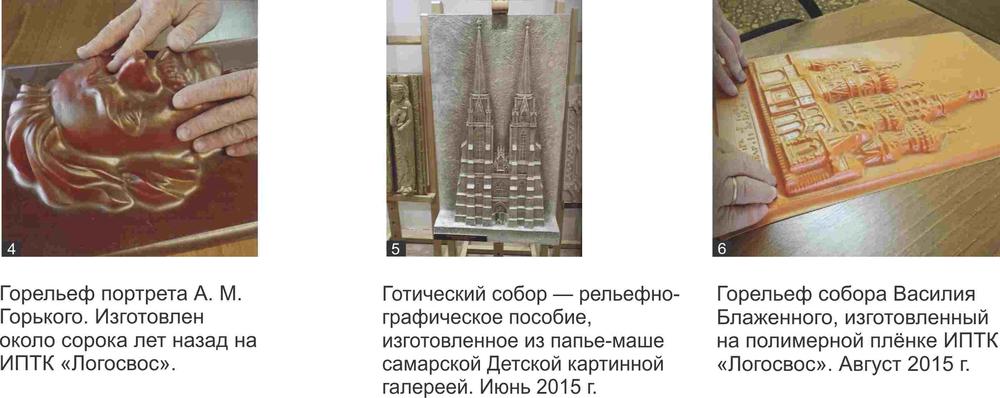 4
Горельеф портрета А. М.
Горького. Изготовлен
около сорока лет назад на
ИПТК «Логосвос».
5
Готический собор — рельефно-
графическое пособие,
изготовленное из папье-маше
самарской Детской картинной
галереей. Июнь 2015 г.
6
Горельеф собора Василия
Блаженного, изготовленный
на полимерной плёнке ИПТК
«Логосвос». Август 2015 г.